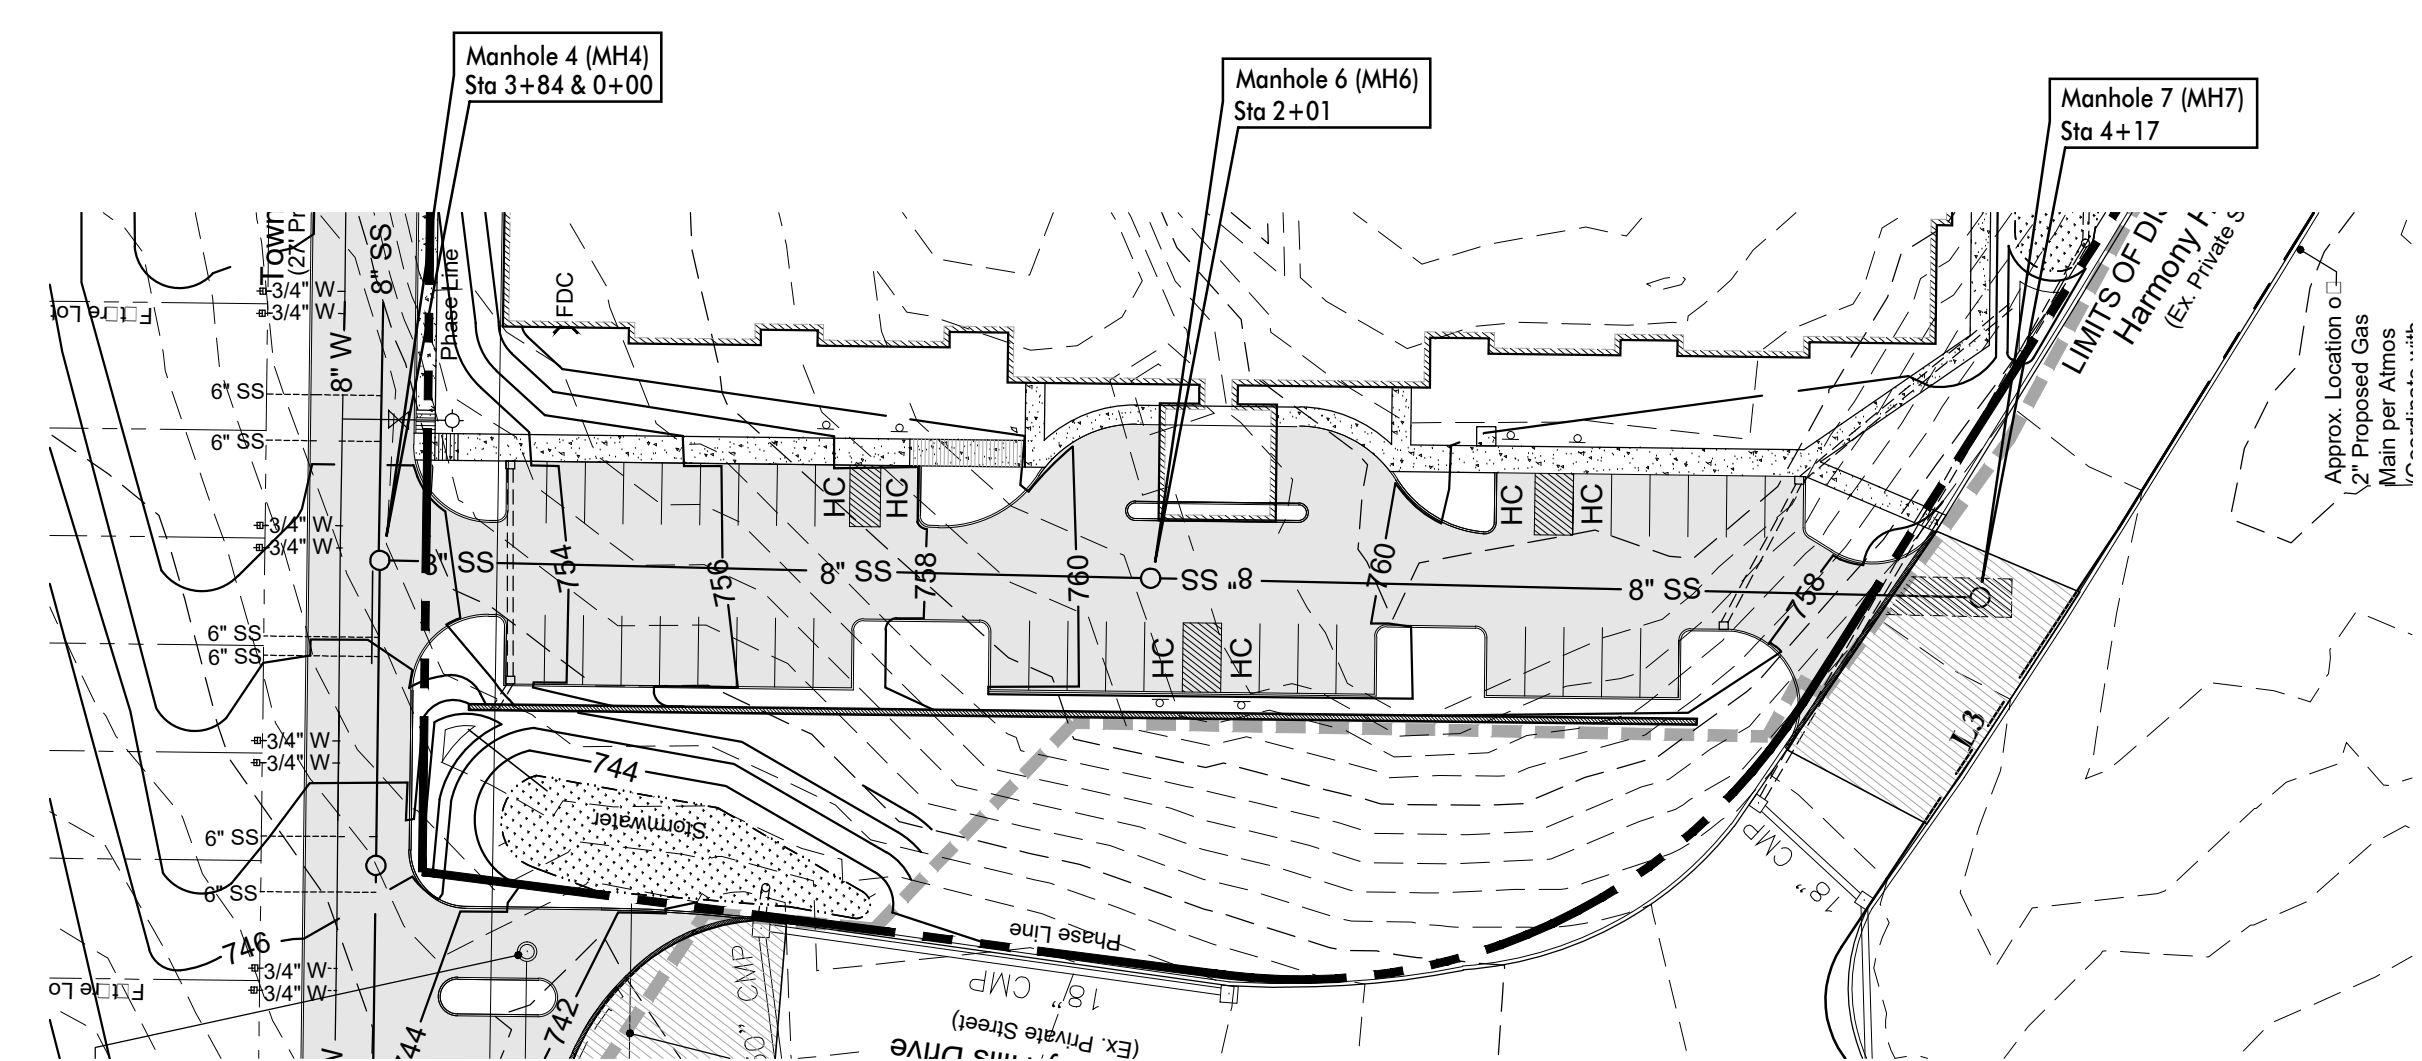 Manhole 4 (MH4)
Sta 3+84 & 0+00
Manhole 6 (MH6)
Sta 2+01
Manhole 7 (MH7)
Sta 4+17
8" SS
8" W
Phase Line
FDC
3/4" W
3/4" W
6" SS
6" SS
3/4" W
3/4" W
6" SS
6" SS
3/4" W
3/4" W
6" SS
6" SS
3/4" W
3/4" W
HC
HC
HC
HC
HC
HC
8" SS
754
756
8" SS
758
760
8" SS
760
8" SS
758
LIMITS OF
Harmony
(Ex. Private
Approx. Location
2" Proposed Gas
Main per Atmos
(Coordinate with
L3
744
Stormwater
746
744
742
Phase Line
18" CMP
18" CMP
CMP
(Ex. Private Street)
Drive